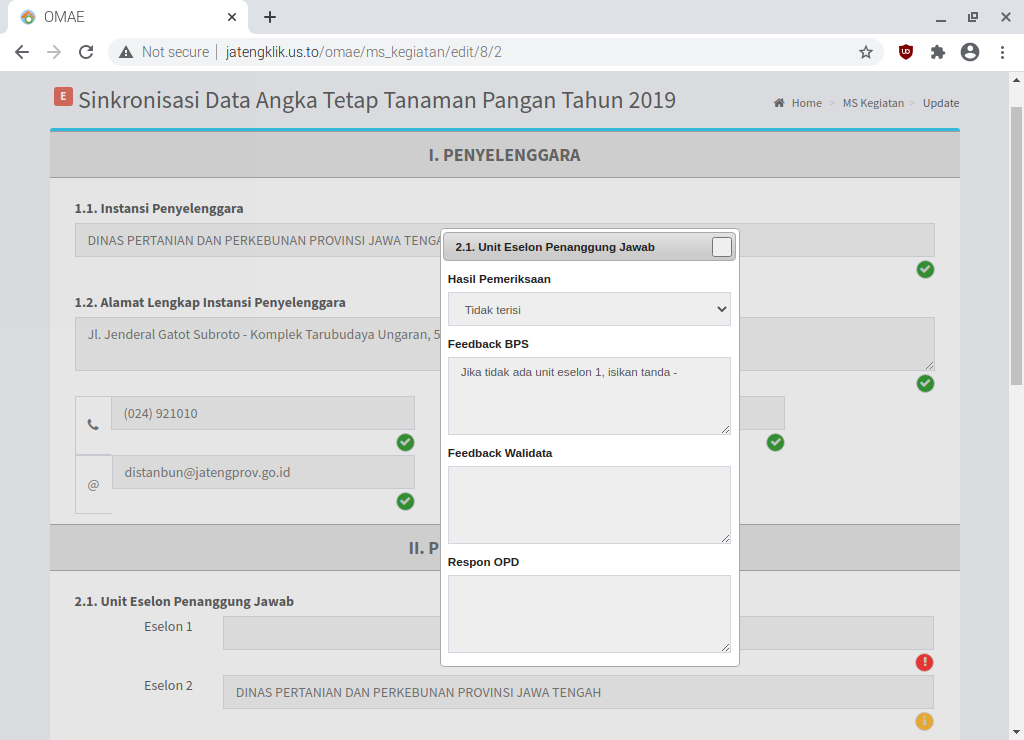 OMAE
Not secure
jatengklik.us.to/omae/ms_kegiatan/edit/8/2
E
Sinkronisasi Data Angka Tetap Tanaman Pangan Tahun 2019
Home > MS Kegiatan > Update
I. PENYELENGGARA
1.1. Instansi Penyelenggara
DINAS PERTANIAN DAN PERKEBUNAN PROVINSI JAWA TENGA
1.2. Alamat Lengkap Instansi Penyelenggara
Jl. Jenderal Gatot Subroto - Komplek Tarubudaya Ungaran, 5
(024) 921010
@
distanbun@jatengprov.go.id
II. P
2.1. Unit Eselon Penanggung Jawab
Eselon 1
Eselon 2
DINAS PERTANIAN DAN PERKEBUNAN PROVINSI JAWA TENGAH
2.1. Unit Eselon Penanggung Jawab
Hasil Pemeriksaan
Tidak terisi
Feedback BPS
Jika tidak ada unit eselon 1, isikan tanda -
Feedback Walidata
Respon OPD